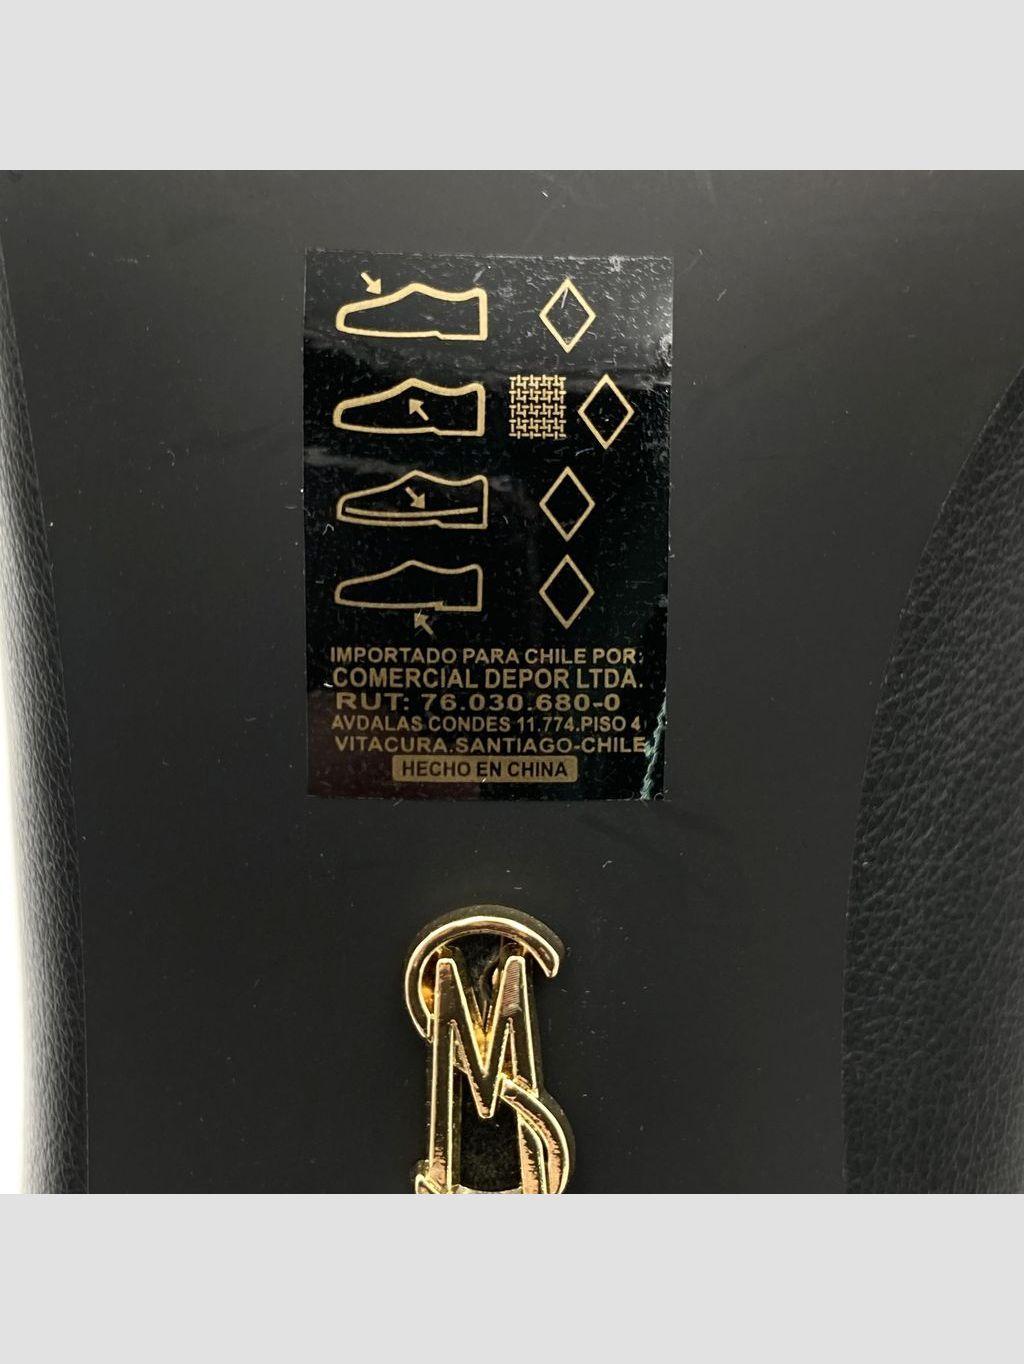 IMPORTADO PARA CHILE POR:
COMERCIAL DEPOR LTDA.
RUT: 76.030.680-0
AVDALAS CONDES 11.774.PISO 4
VITACURA.SANTIAGO-CHILE
HECHO EN CHINA
SM